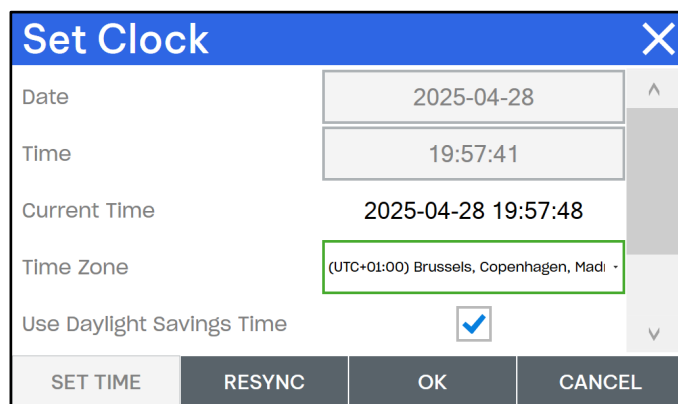 Set Clock
Date 2025-04-28
Time 19:57:41
Current Time 2025-04-28 19:57:48
Time Zone (UTC+01:00) Brussels, Copenhagen,
Use Daylight Savings Time
SET TIME RESYNC OK CANCEL